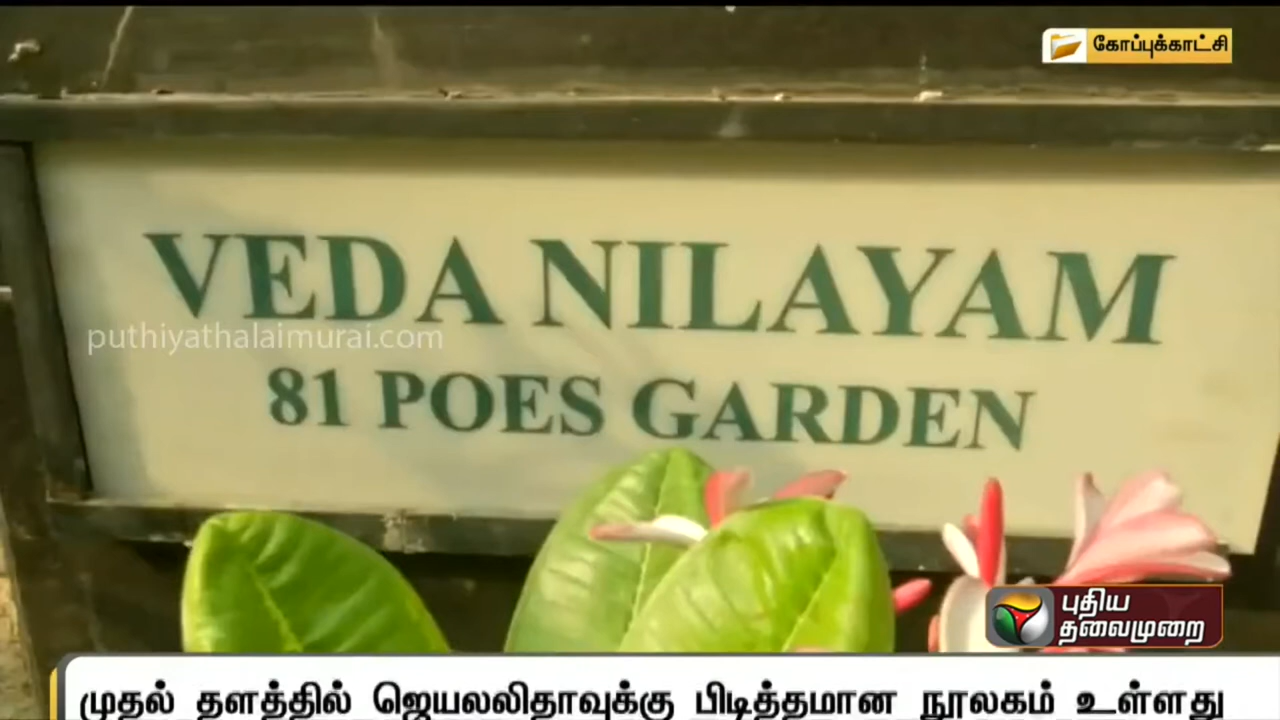 கோப்புக்காட்சி
VEDA NILAYAM
puthiyathalaimurai.com
81 POES GARDEN
புதிய
தலைமுறை
முதல் தளத்தில் ஜெயலலிதாவுக்கு பிடித்தமான நூலகம் உள்ளது